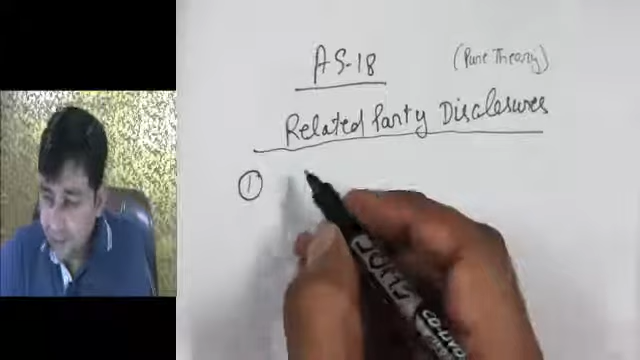 AS-18 (Pure Theory)
Related Party Disclosures
①